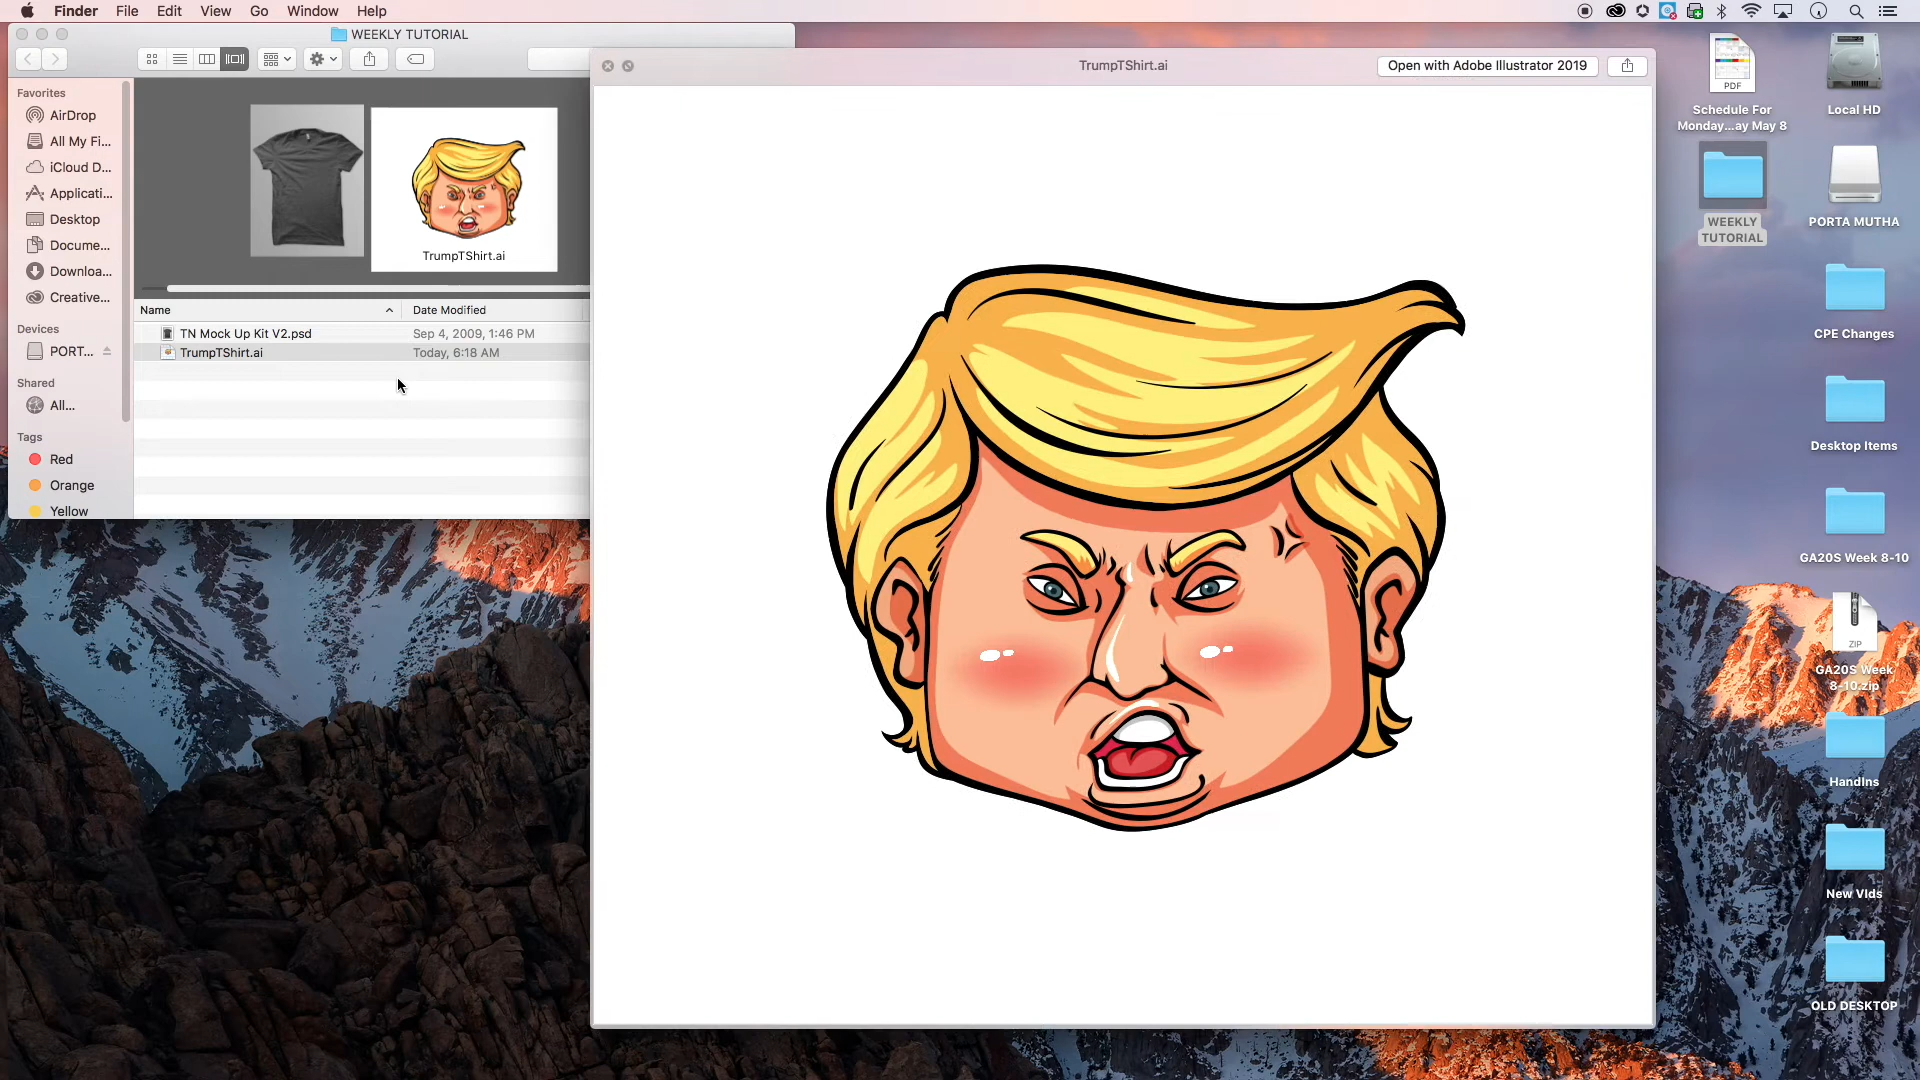 Finder File Edit View Go Window Help
WEEKLY TUTORIAL
TrumpTShirt.ai
Open with Adobe Illustrator 2019
Favorites
AirDrop
All My Fi...
iCloud D...
Applicati...
Desktop
Docume...
Downloa...
Creative...
Devices
PORT...
Shared
All...
Tags
Red
Orange
Yellow
TrumpTShirt.ai
Name Date Modified
TN Mock Up Kit V2.psd Sep 4, 2009, 1:46 PM
TrumpTShirt.ai Today, 6:18 AM
PDF
Schedule For
Monday...ay May 8
WEEKLY
TUTORIAL
Local HD
PORTA MUTHA
CPE Changes
Desktop Items
GA20S Week 8-10
ZIP
GA20S Week
8-10.zip
HandIns
New VIds
OLD DESKTOP